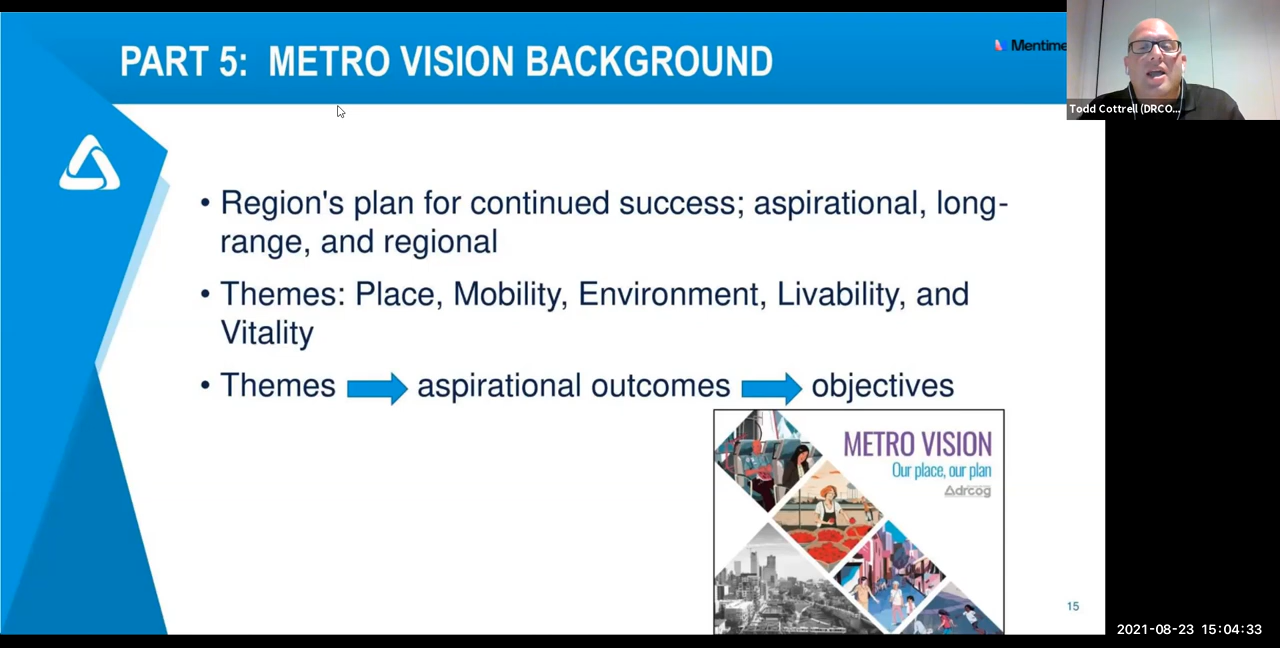 PART 5: METRO VISION BACKGROUND
Mentime
Todd Cottrell (DRCO...
• Region's plan for continued success; aspirational, long-
range, and regional
• Themes: Place, Mobility, Environment, Livability, and
Vitality
• Themes aspirational outcomes objectives
METRO VISION
Our place, our plan
drcog
15
2021-08-23 15:04:33